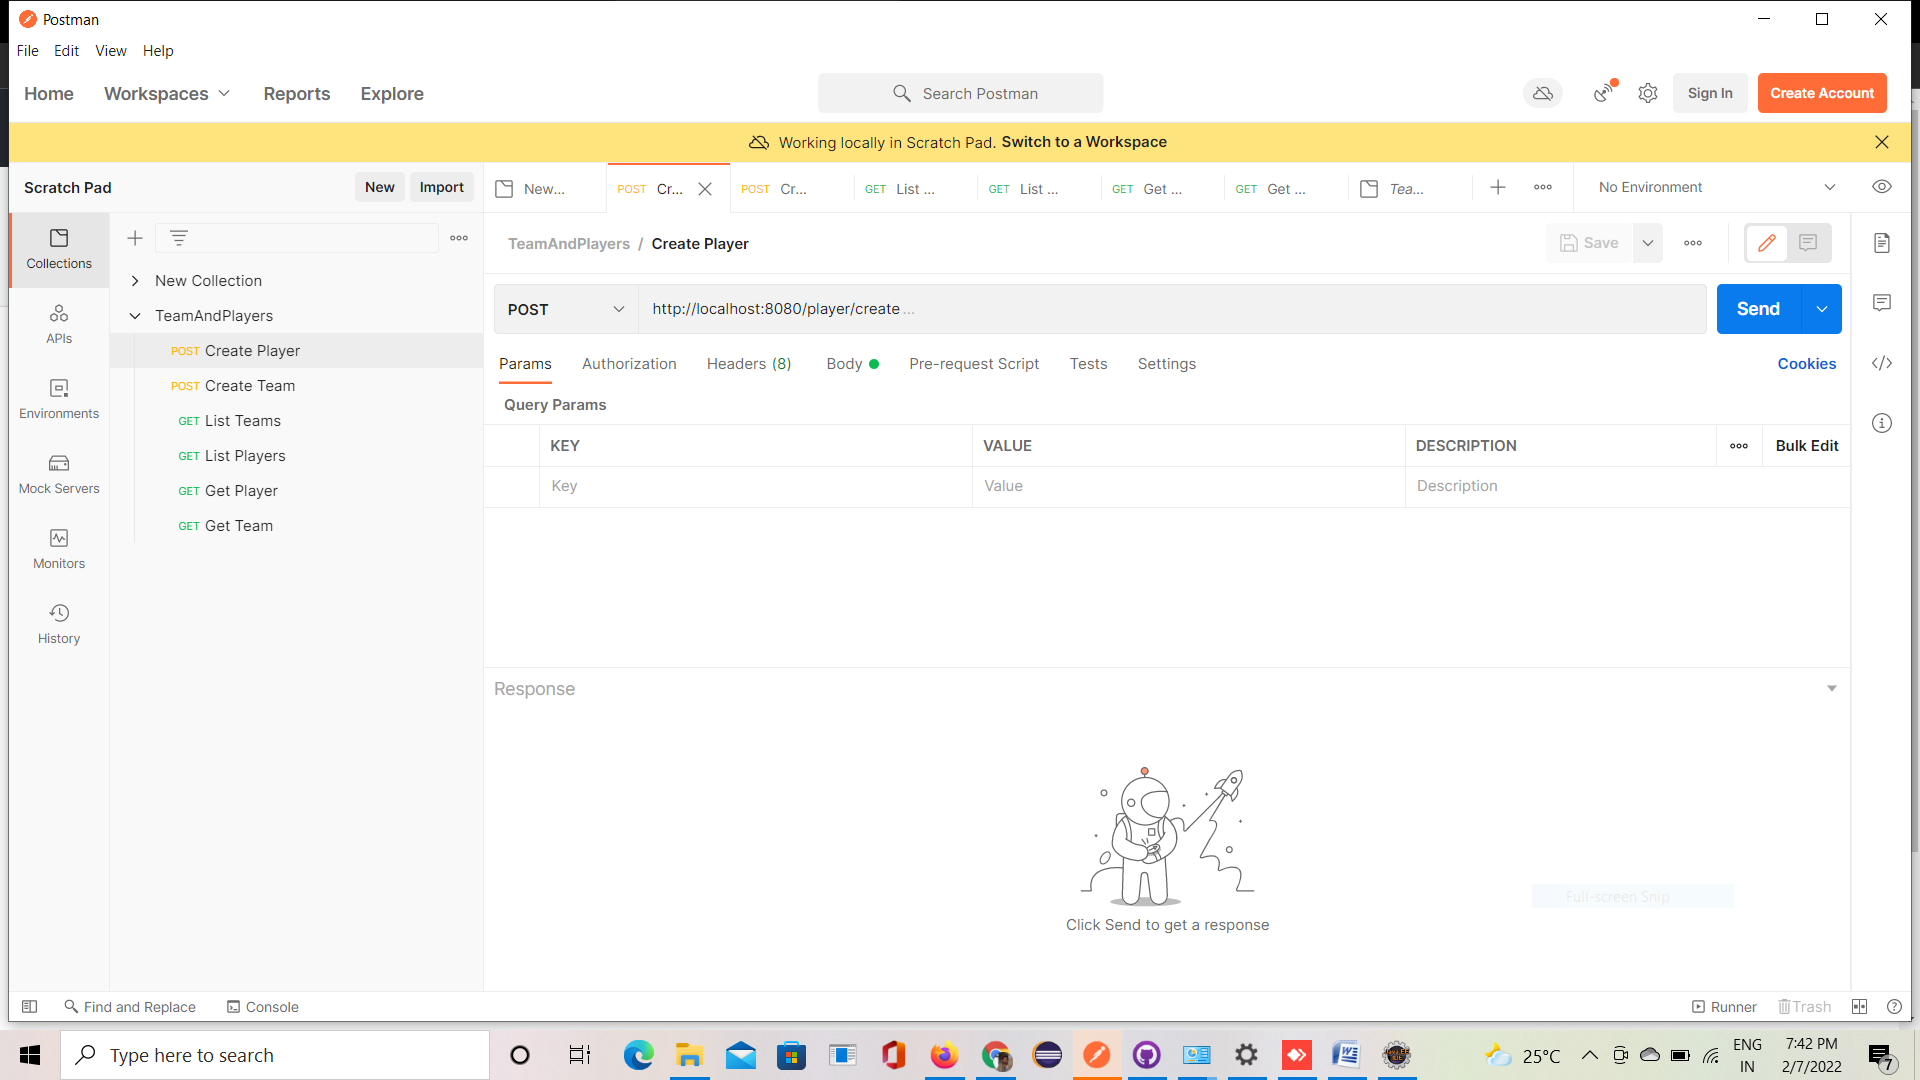 Postman
File Edit View Help
Home Workspaces Reports Explore
Search Postman
Sign In
Create Account
Working locally in Scratch Pad. Switch to a Workspace
Scratch Pad
New
Import
New...
POST Cr...
POST Cr...
GET List ...
GET List ...
GET Get ...
GET Get ...
Tea...
No Environment
Collections
APIs
Environments
Mock Servers
Monitors
History
New Collection
TeamAndPlayers
POST Create Player
POST Create Team
GET List Teams
GET List Players
GET Get Player
GET Get Team
TeamAndPlayers / Create Player
Save
POST
http://localhost:8080/player/create ...
Send
Params Authorization Headers (8) Body Pre-request Script Tests Settings
Cookies
Query Params
KEY VALUE DESCRIPTION Bulk Edit
Key Value Description
Response
Click Send to get a response
Full-screen Snip
Find and Replace
Console
Runner
Trash
Type here to search
25°C
ENG
IN
7:42 PM
2/7/2022
7